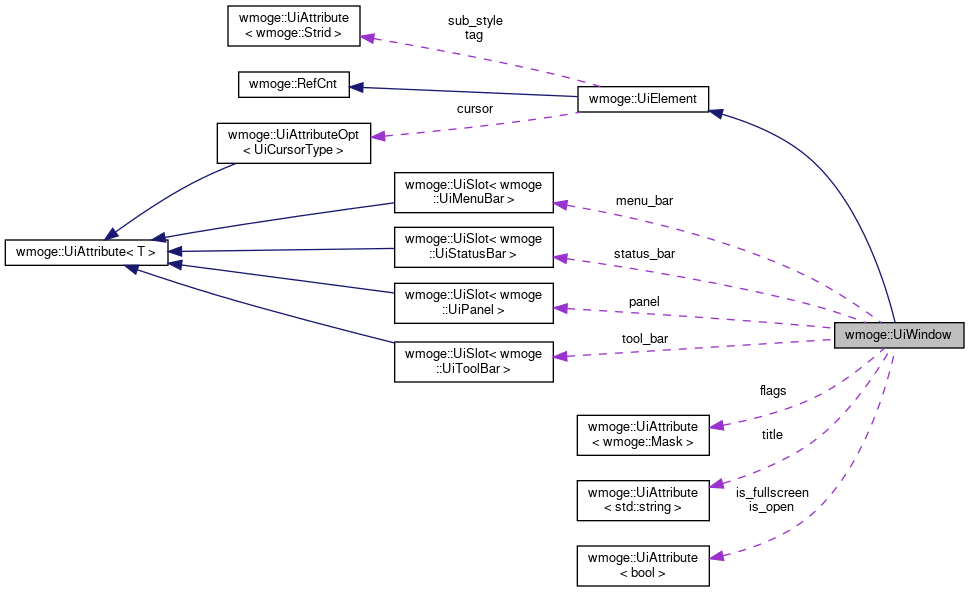 wmoge::UiAttribute
< wmoge::Strid >
sub_style
tag
wmoge::RefCnt
wmoge::UiElement
cursor
wmoge::UiAttributeOpt
< UiCursorType >
wmoge::UiSlot< wmoge
::UiMenuBar >
menu_bar
wmoge::UiAttribute< T >
wmoge::UiSlot< wmoge
::UiStatusBar >
status_bar
wmoge::UiSlot< wmoge
::UiPanel >
panel
wmoge::UiWindow
wmoge::UiSlot< wmoge
::UiToolBar >
tool_bar
flags
wmoge::UiAttribute
< wmoge::Mask >
title
wmoge::UiAttribute
< std::string >
is_fullscreen
is_open
wmoge::UiAttribute
< bool >